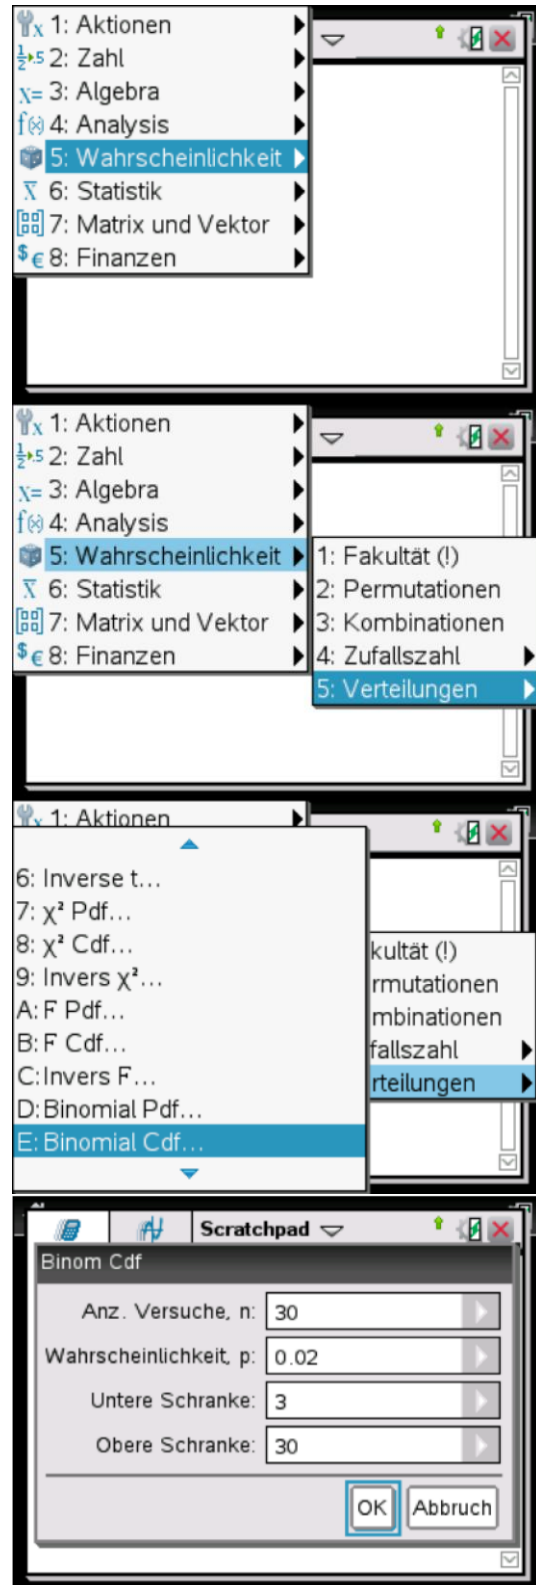 1: Aktionen
2: Zahl
3: Algebra
4: Analysis
5: Wahrscheinlichkeit
6: Statistik
7: Matrix und Vektor
8: Finanzen
1: Aktionen
2: Zahl
3: Algebra
4: Analysis
5: Wahrscheinlichkeit
6: Statistik
7: Matrix und Vektor
8: Finanzen
1: Fakultät (!)
2: Permutationen
3: Kombinationen
4: Zufallszahl
5: Verteilungen
1: Aktionen
6: Inverse t...
7: χ² Pdf...
8: χ² Cdf...
9: Invers χ²...
A: F Pdf...
B: F Cdf...
C: Invers F...
D: Binomial Pdf...
E: Binomial Cdf...
kultät (!)
rmutationen
mbinationen
fallszahl
rteilungen
Scratchpad
Binom Cdf
Anz. Versuche, n: 30
Wahrscheinlichkeit, p: 0.02
Untere Schranke: 3
Obere Schranke: 30
OK Abbruch